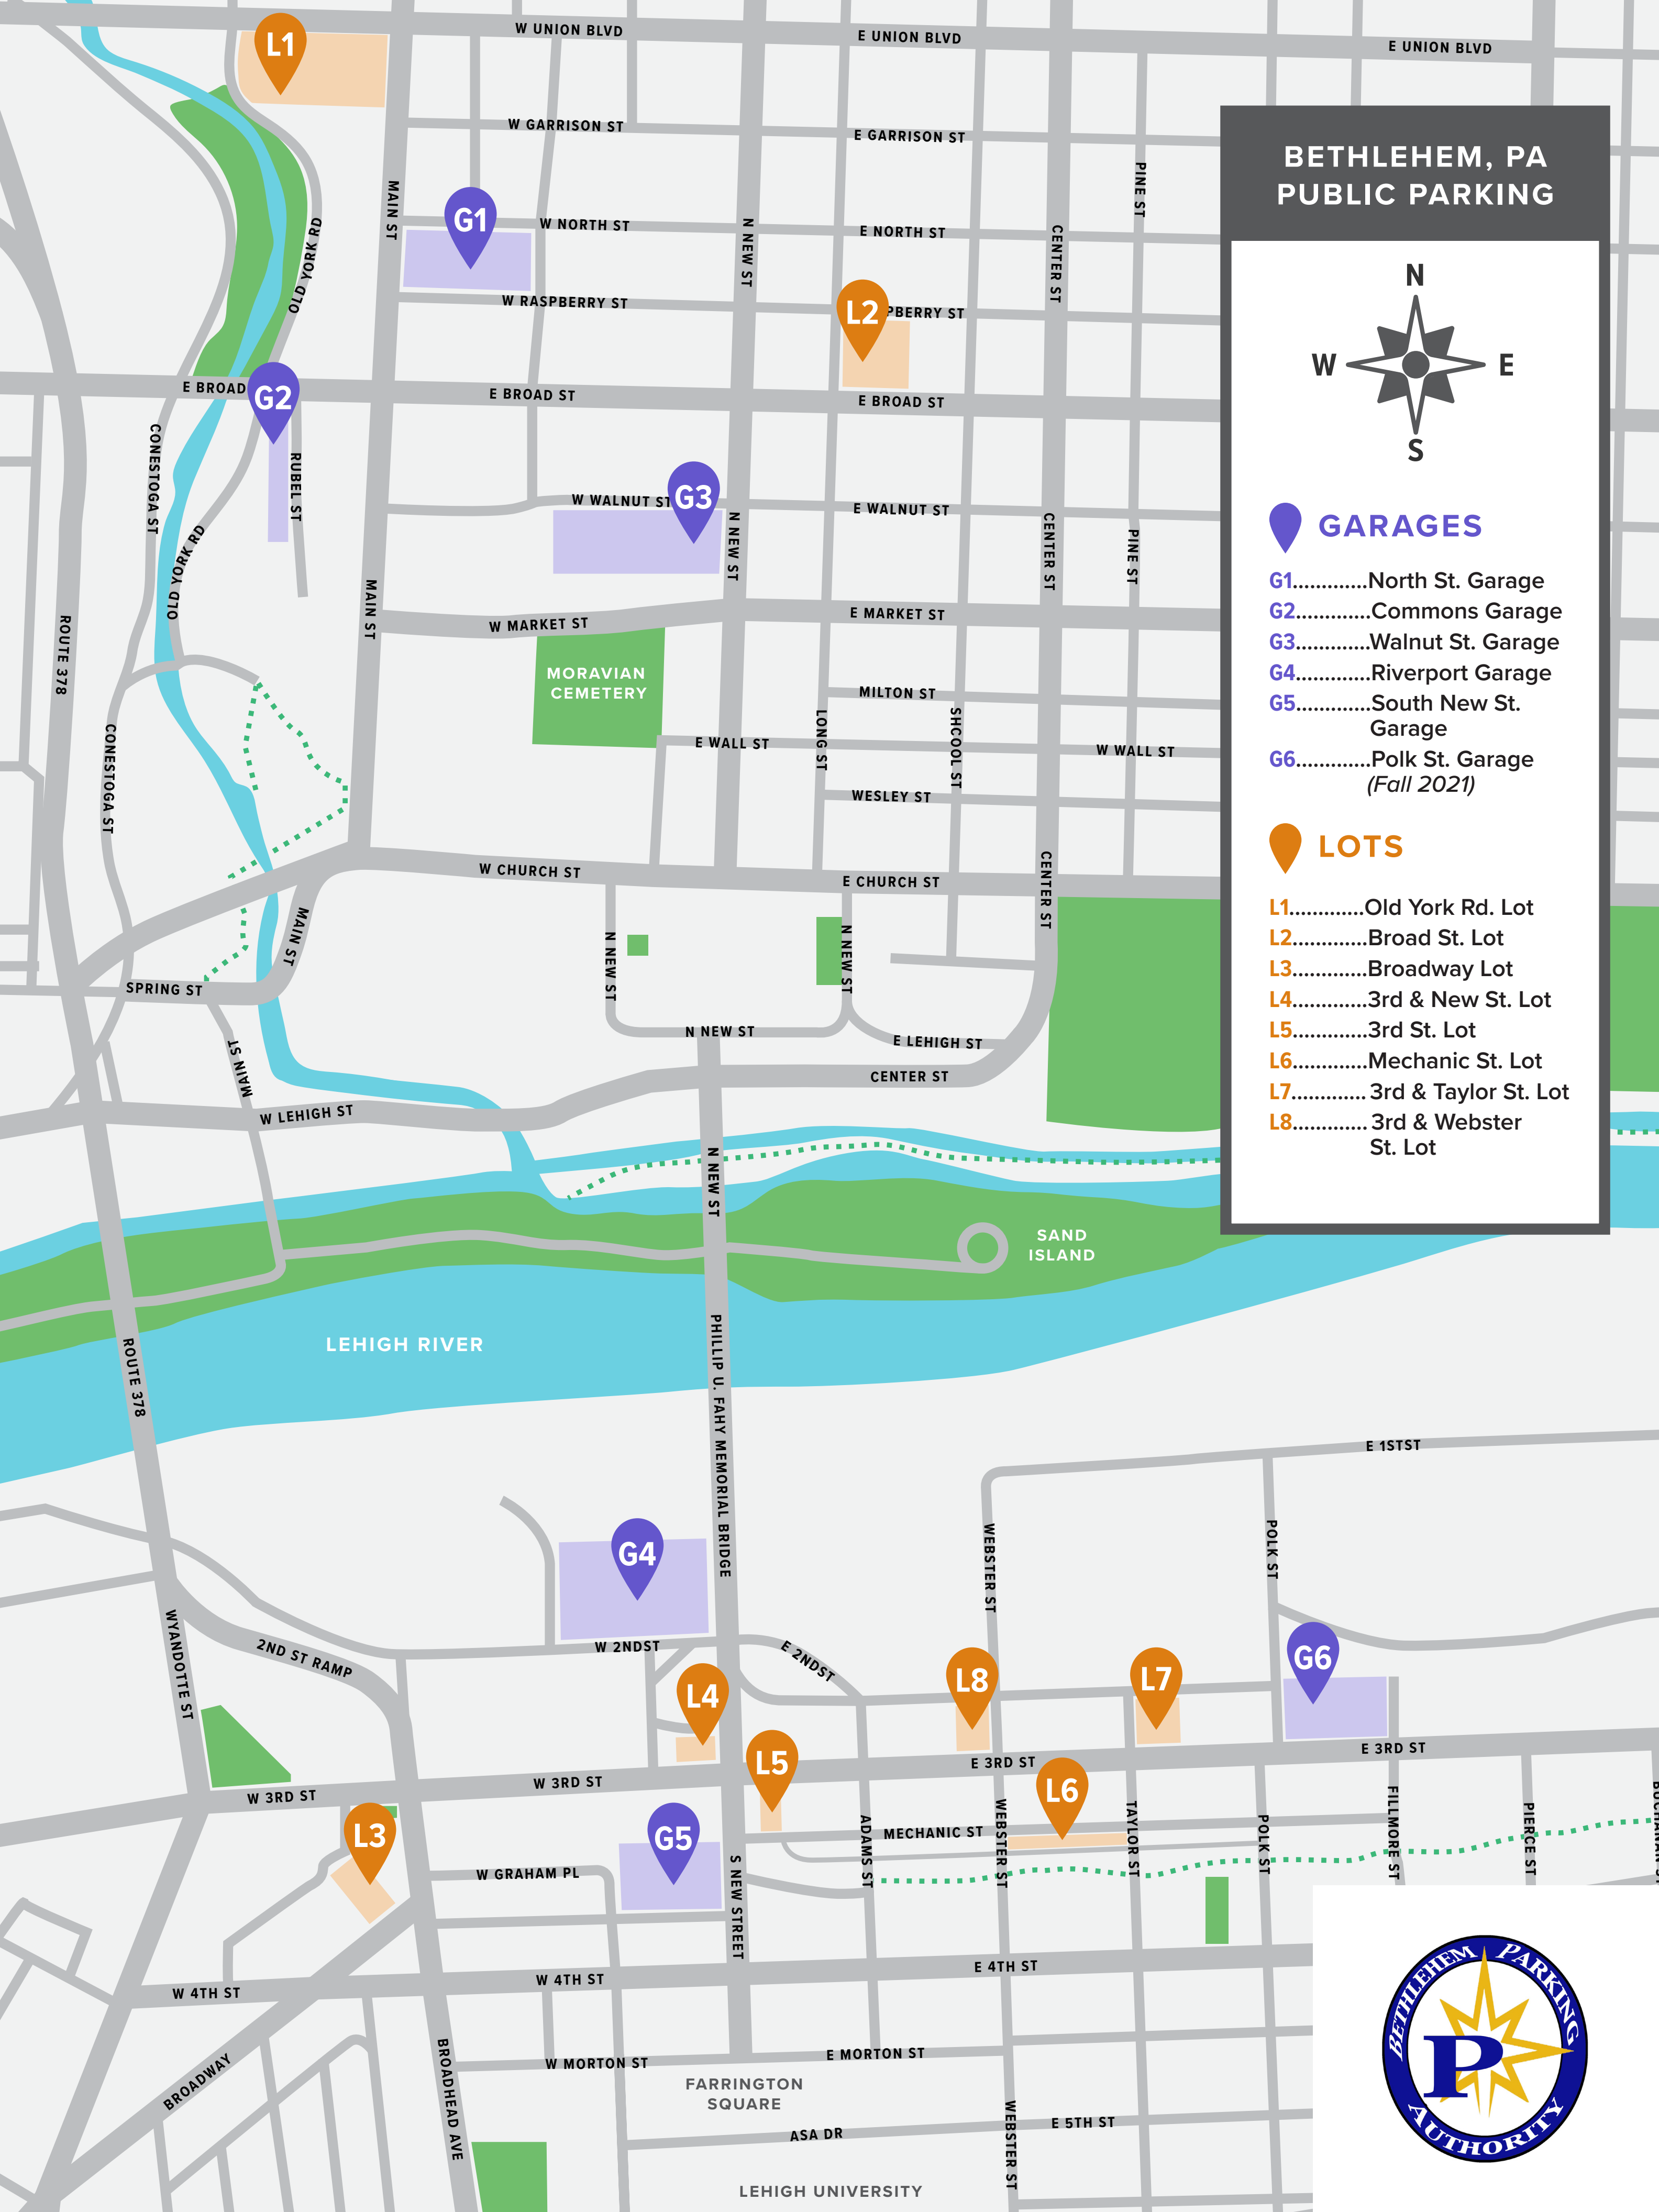 W UNION BLVD
E UNION BLVD
E UNION BLVD
L1
W GARRISON ST
E GARRISON ST
BETHLEHEM, PA
PUBLIC PARKING
MAIN ST
PINE ST
G1
W NORTH ST
E NORTH ST
N NEW ST
CENTER ST
OLD YORK RD
N
W
E
S
W RASPBERRY ST
L2
PBERRY ST
E BROAD
G2
E BROAD ST
E BROAD ST
CONESTOGA ST
RUBEL ST
OLD YORK RD
W WALNUT ST
G3
N NEW ST
E WALNUT ST
CENTER ST
PINE ST
GARAGES
G1.............North St. Garage
G2.............Commons Garage
G3.............Walnut St. Garage
G4.............Riverport Garage
G5.............South New St.
Garage
G6.............Polk St. Garage
(Fall 2021)
LOTS
L1.............Old York Rd. Lot
L2.............Broad St. Lot
L3.............Broadway Lot
L4.............3rd & New St. Lot
L5.............3rd St. Lot
L6.............Mechanic St. Lot
L7.............3rd & Taylor St. Lot
L8.............3rd & Webster
St. Lot
ROUTE 378
MAIN ST
W MARKET ST
E MARKET ST
MORAVIAN
CEMETERY
MILTON ST
LONG ST
SHCOOL ST
E WALL ST
W WALL ST
CONESTOGA ST
WESLEY ST
W CHURCH ST
E CHURCH ST
CENTER ST
MAIN ST
N NEW ST
N NEW ST
SPRING ST
N NEW ST
E LEHIGH ST
MAIN ST
CENTER ST
W LEHIGH ST
N NEW ST
SAND
ISLAND
LEHIGH RIVER
ROUTE 378
PHILLIP U. FAHY MEMORIAL BRIDGE
E 1STST
WEBSTER ST
POLK ST
G4
WYANDOTTE ST
2ND ST RAMP
W 2NDST
E 2NDST
L4
L8
L7
G6
L5
W 3RD ST
W 3RD ST
E 3RD ST
E 3RD ST
L6
L3
G5
ADAMS ST
MECHANIC ST
WEBSTER ST
TAYLOR ST
POLK ST
FILLMORE ST
PIERCE ST
BUCHANAN ST
W GRAHAM PL
S NEW STREET
W 4TH ST
W 4TH ST
E 4TH ST
BROADWAY
BROADHEAD AVE
W MORTON ST
E MORTON ST
FARRINGTON
SQUARE
WEBSTER ST
E 5TH ST
ASA DR
LEHIGH UNIVERSITY
BETHLEHEM PARKING
P
AUTHORITY